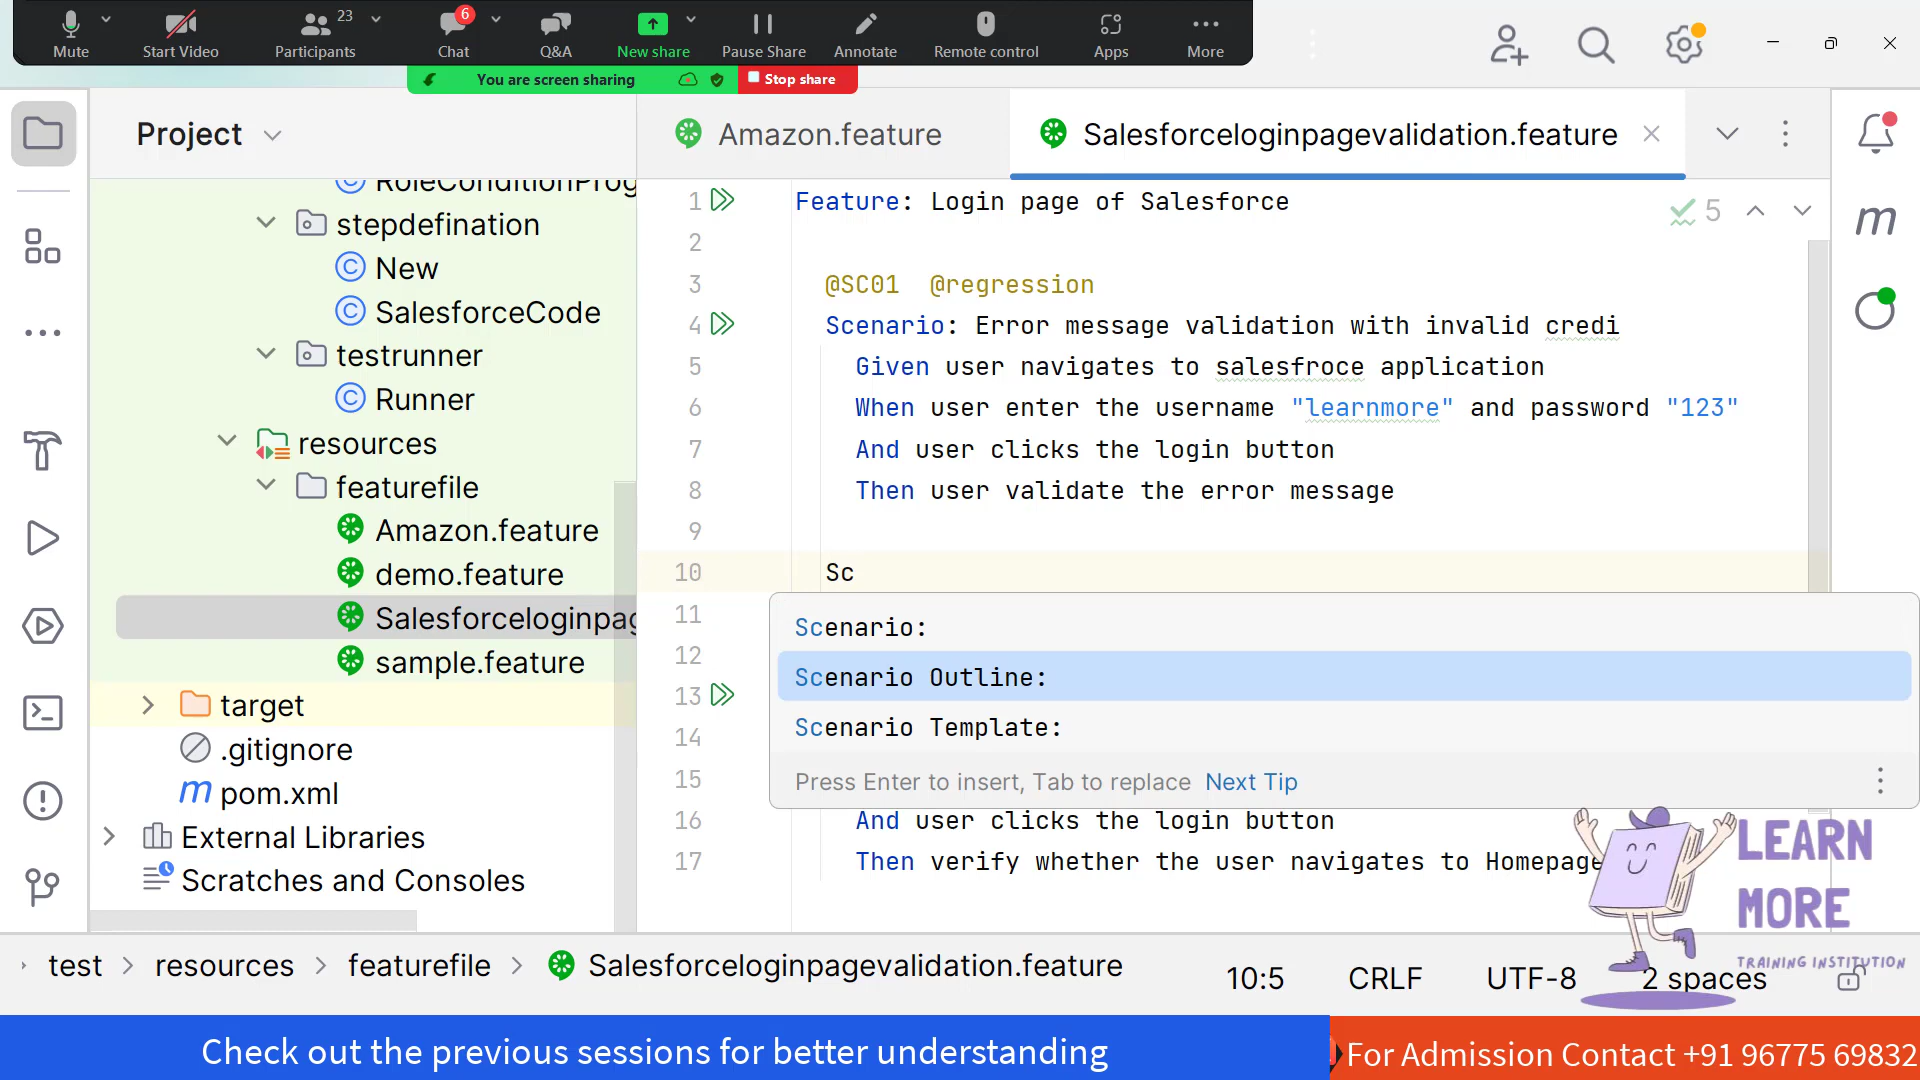 Mute
Start Video
Participants
23
Chat
6
Q&A
New share
Pause Share
Annotate
Remote control
Apps
More
You are screen sharing
Stop share
Project
Amazon.feature
Salesforceloginpagevalidation.feature
RoleConditionProg
stepdefination
New
SalesforceCode
testrunner
Runner
resources
featurefile
Amazon.feature
demo.feature
Salesforceloginpag
sample.feature
target
.gitignore
pom.xml
External Libraries
Scratches and Consoles
1 Feature: Login page of Salesforce
5
2
3 @SC01 @regression
4 Scenario: Error message validation with invalid credi
5 Given user navigates to salesfroce application
6 When user enter the username "learnmore" and password "123"
7 And user clicks the login button
8 Then user validate the error message
9
10 Sc
11
12
13
14
15
Scenario:
Scenario Outline:
Scenario Template:
Press Enter to insert, Tab to replace Next Tip
16 And user clicks the login button
17 Then verify whether the user navigates to Homepage
LEARN
MORE
TRAINING INSTITUTION
test > resources > featurefile > Salesforceloginpagevalidation.feature
10:5 CRLF UTF-8 2 spaces
Check out the previous sessions for better understanding
For Admission Contact +91 96775 69832